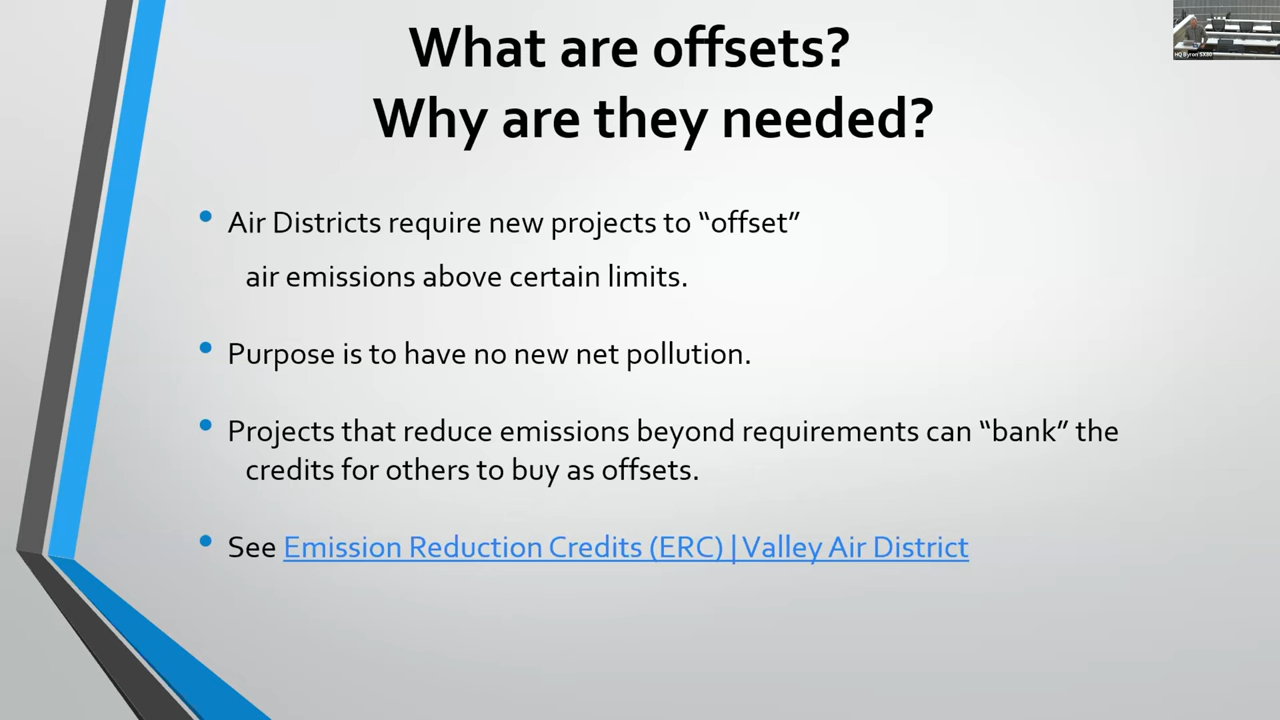 What are offsets?
Why are they needed?
• Air Districts require new projects to “offset”
air emissions above certain limits.
• Purpose is to have no new net pollution.
• Projects that reduce emissions beyond requirements can “bank” the
credits for others to buy as offsets.
• See Emission Reduction Credits (ERC) | Valley Air District